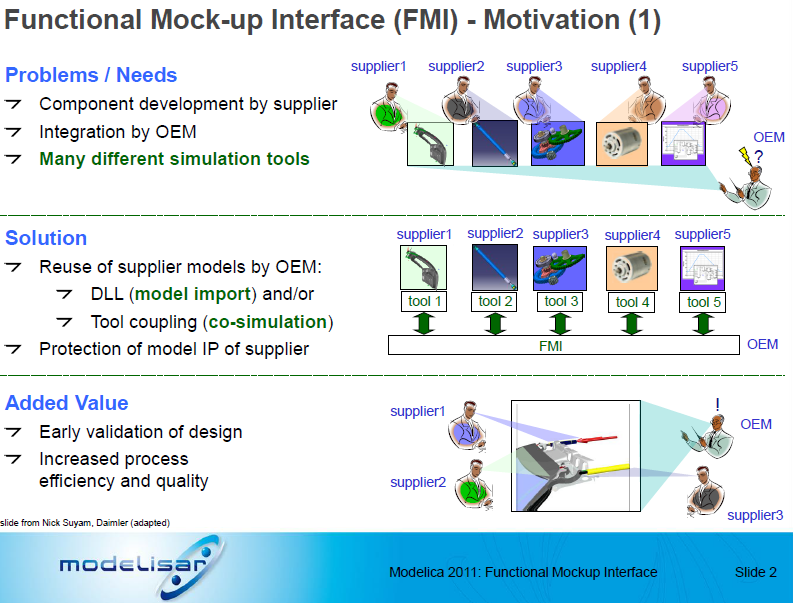 Functional Mock-up Interface (FMI) - Motivation (1)
Problems / Needs
Component development by supplier
Integration by OEM
Many different simulation tools
supplier1 supplier2 supplier3 supplier4 supplier5
OEM
?
Solution
Reuse of supplier models by OEM:
DLL (model import) and/or
Tool coupling (co-simulation)
Protection of model IP of supplier
supplier1 supplier2 supplier3 supplier4 supplier5
tool 1 tool 2 tool 3 tool 4 tool 5
FMI
OEM
Added Value
Early validation of design
Increased process
efficiency and quality
supplier1
supplier2
!
OEM
supplier3
slide from Nick Suyam, Daimler (adapted)
modelisar
Modelica 2011: Functional Mockup Interface
Slide 2